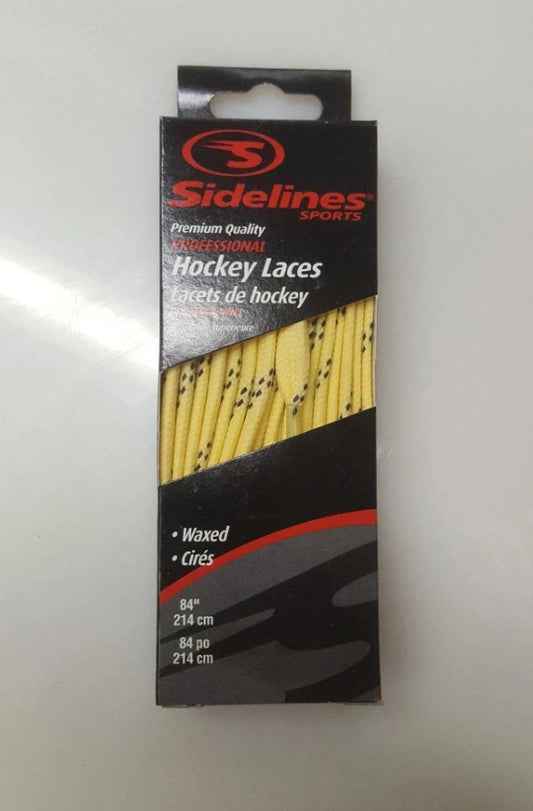 S
Sidelines®
SPORTS
Premium Quality
PROFESSIONAL
Hockey Laces
Lacets de hockey
supérieure
• Waxed
• Cirés
84"
214 cm
84 po
214 cm